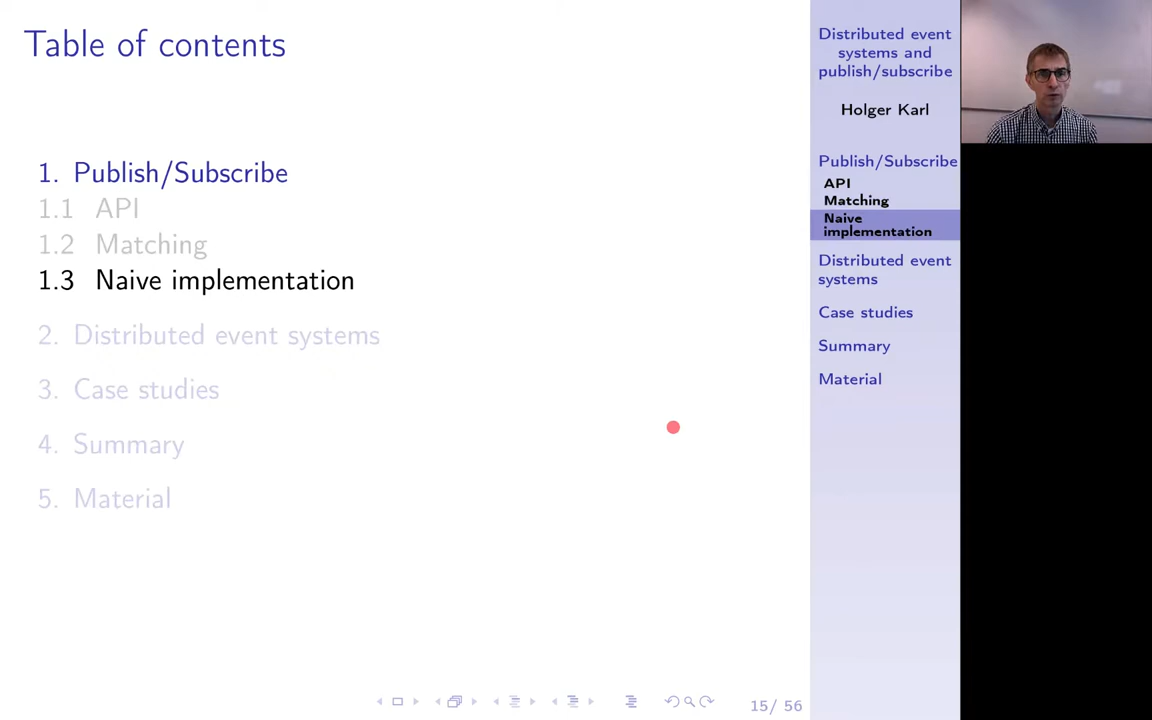 Table of contents
1. Publish/Subscribe
1.1 API
1.2 Matching
1.3 Naive implementation
2. Distributed event systems
3. Case studies
4. Summary
5. Material
15/ 56
Distributed event
systems and
publish/subscribe
Holger Karl
Publish/Subscribe
API
Matching
Naive
implementation
Distributed event
systems
Case studies
Summary
Material